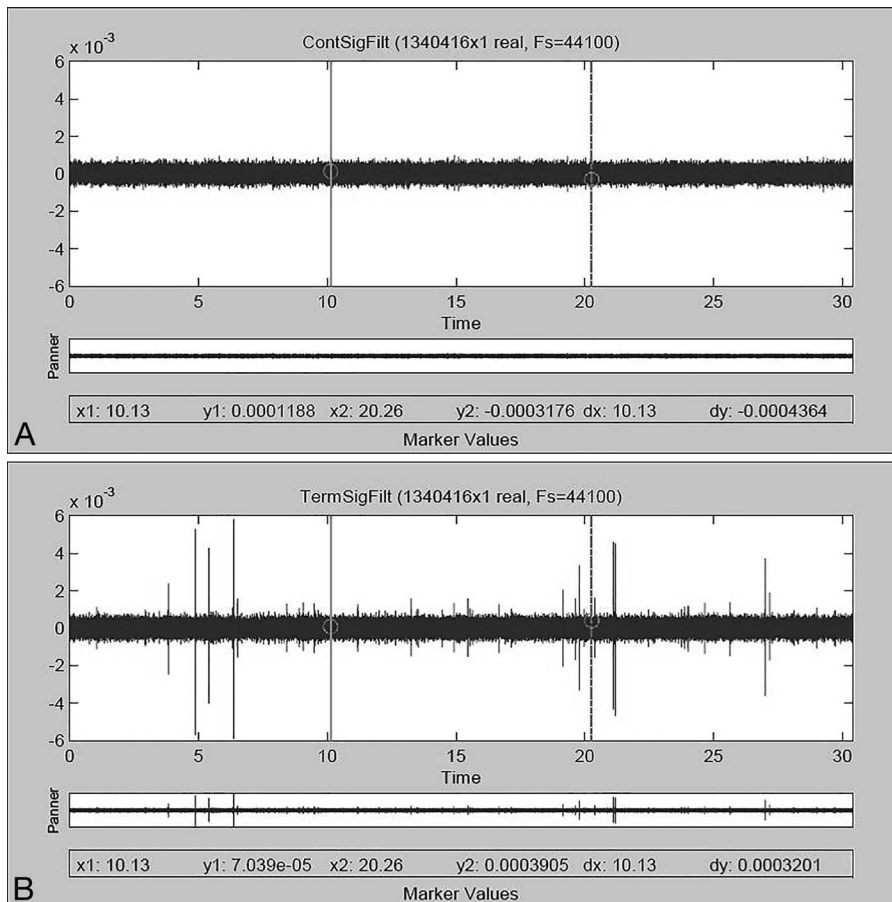 ContSigFilt (1340416x1 real, Fs=44100)
x 10-3
6
4
2
0
-2
-4
-6
0 5 10 15 20 25 30
Time
Panner
x1: 10.13 y1: 0.0001188 x2: 20.26 y2: -0.0003176 dx: 10.13 dy: -0.0004364
Marker Values
A
TermSigFilt (1340416x1 real, Fs=44100)
x 10-3
6
4
2
0
-2
-4
-6
0 5 10 15 20 25 30
Time
Panner
x1: 10.13 y1: 7.039e-05 x2: 20.26 y2: 0.0003905 dx: 10.13 dy: 0.0003201
Marker Values
B